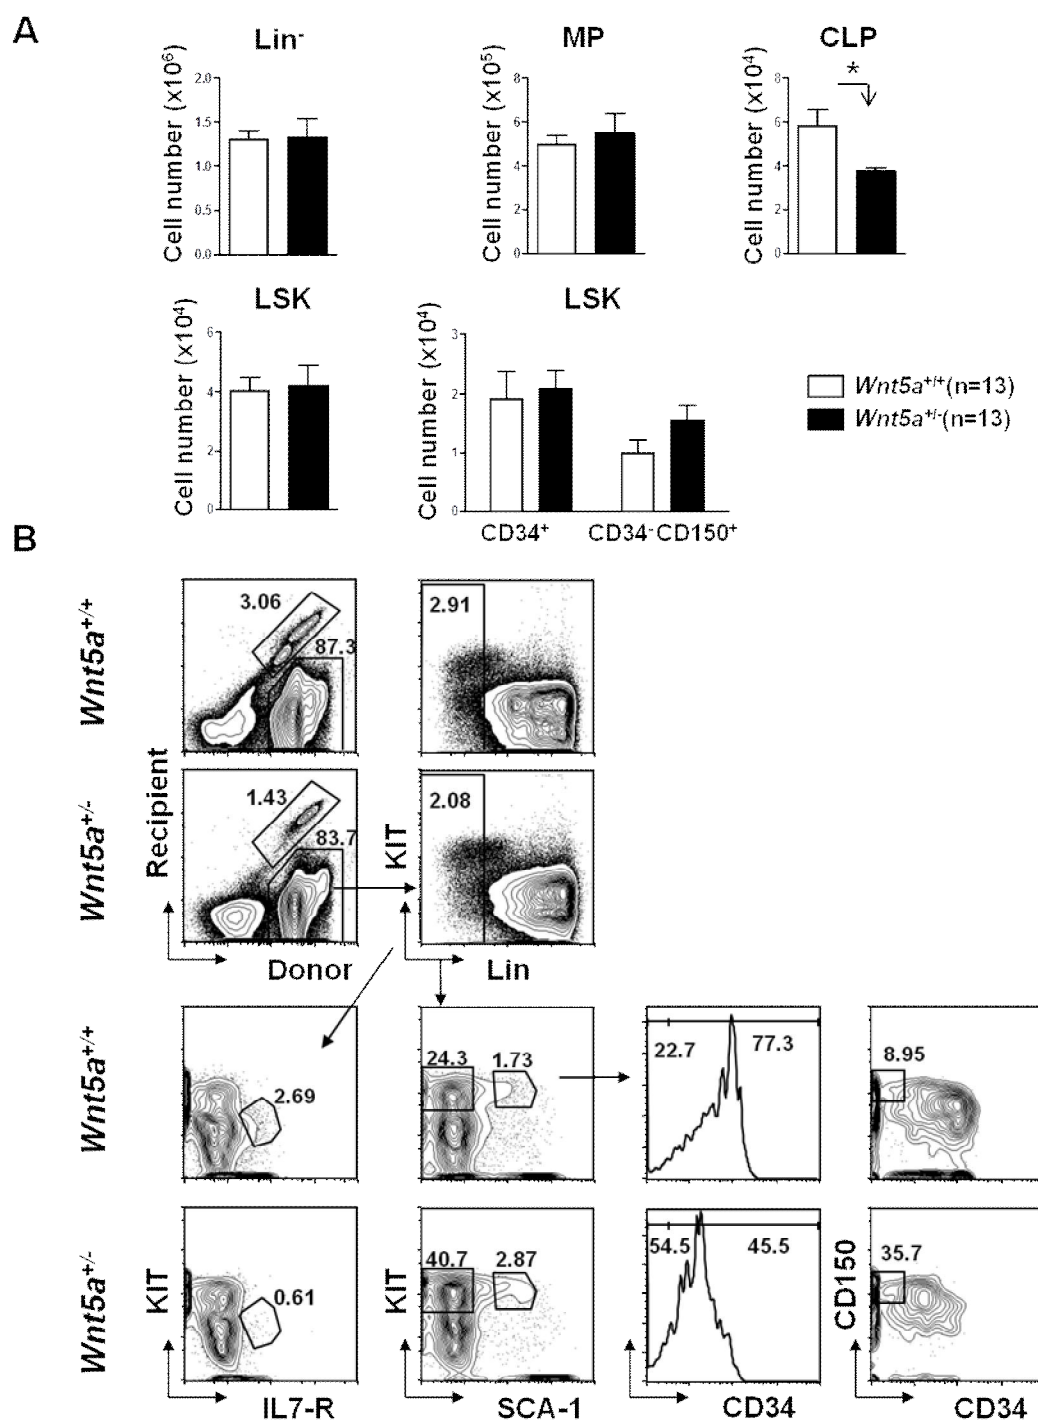 A
Lin⁻
MP
CLP
Cell number (x10⁶)
2.0
1.5
1.0
0.5
0.0
Cell number (x10⁵)
8
6
4
2
0
Cell number (x10⁴)
8
6
4
2
0
*
LSK
LSK
Cell number (x10⁴)
6
4
2
0
Cell number (x10⁴)
3
2
1
0
CD34⁺
CD34⁻CD150⁺
Wnt5a⁺/⁺(n=13)
Wnt5a⁺/⁻(n=13)
B
Wnt5a⁺/⁺
3.06
87.3
2.91
Wnt5a⁺/⁻
Recipient
1.43
83.7
KIT
2.08
Donor
Lin
Wnt5a⁺/⁺
2.69
24.3
1.73
22.7
77.3
8.95
Wnt5a⁺/⁻
KIT
0.61
KIT
40.7
2.87
54.5
45.5
CD150
35.7
IL7-R
SCA-1
CD34
CD34